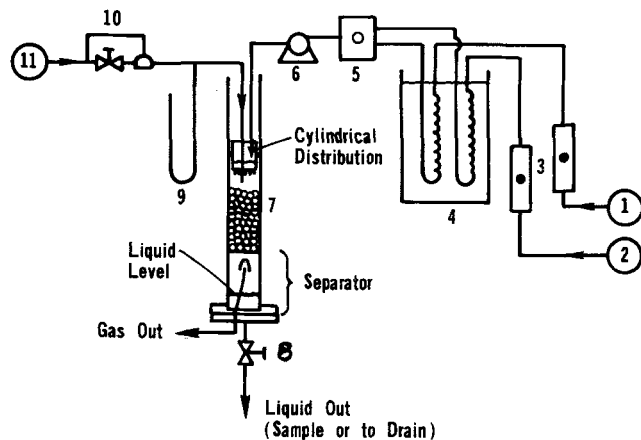 10
11
6
5
Cylindrical
Distribution
3
9
7
4
1
Liquid
Level
Separator
2
Gas Out
8
Liquid Out
(Sample or to Drain)